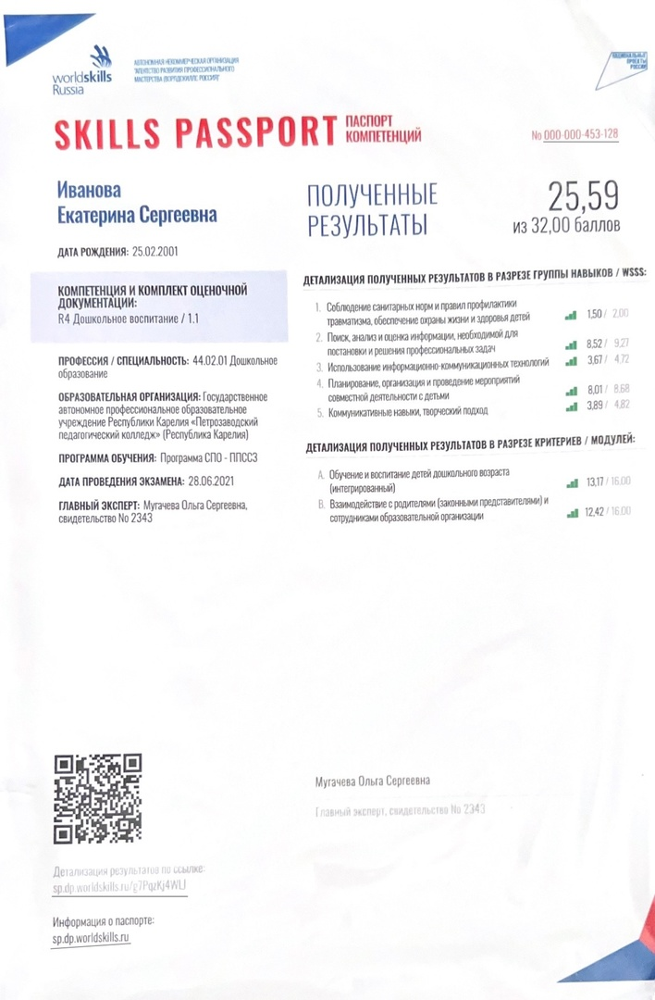 worldskills
Russia
АВТОНОМНАЯ НЕКОММЕРЧЕСКАЯ ОРГАНИЗАЦИЯ
"АГЕНТСТВО РАЗВИТИЯ ПРОФЕССИОНАЛЬНОГО
МАСТЕРСТВА (ВОРЛДСКИЛЛС РОССИЯ)"
НАЦИОНАЛЬНЫЕ
ПРОЕКТЫ
РОССИИ
SKILLS PASSPORT
ПАСПОРТ
КОМПЕТЕНЦИЙ
No 000-000-453-128
Иванова
Екатерина Сергеевна
ДАТА РОЖДЕНИЯ: 25.02.2001
КОМПЕТЕНЦИЯ И КОМПЛЕКТ ОЦЕНОЧНОЙ
ДОКУМЕНТАЦИИ:
R4 Дошкольное воспитание / 1.1
ПРОФЕССИЯ / СПЕЦИАЛЬНОСТЬ: 44.02.01 Дошкольное
образование
ОБРАЗОВАТЕЛЬНАЯ ОРГАНИЗАЦИЯ: Государственное
автономное профессиональное образовательное
учреждение Республики Карелия «Петрозаводский
педагогический колледж» (Республика Карелия)
ПРОГРАММА ОБУЧЕНИЯ: Программа СПО - ППССЗ
ДАТА ПРОВЕДЕНИЯ ЭКЗАМЕНА: 28.06.2021
ГЛАВНЫЙ ЭКСПЕРТ: Мугачева Ольга Сергеевна,
свидетельство No 2343
ПОЛУЧЕННЫЕ
РЕЗУЛЬТАТЫ
25,59
из 32,00 баллов
ДЕТАЛИЗАЦИЯ ПОЛУЧЕННЫХ РЕЗУЛЬТАТОВ В РАЗРЕЗЕ ГРУППЫ НАВЫКОВ / WSSS:
1. Соблюдение санитарных норм и правил профилактики
травматизма, обеспечение охраны жизни и здоровья детей 1,50 / 2,00
2. Поиск, анализ и оценка информации, необходимой для
постановки и решения профессиональных задач 8,52 / 9,27
3. Использование информационно-коммуникационных технологий 3,67 / 4,72
4. Планирование, организация и проведение мероприятий
совместной деятельности с детьми 8,01 / 8,68
5. Коммуникативные навыки, творческий подход 3,89 / 4,82
ДЕТАЛИЗАЦИЯ ПОЛУЧЕННЫХ РЕЗУЛЬТАТОВ В РАЗРЕЗЕ КРИТЕРИЕВ / МОДУЛЕЙ:
A. Обучение и воспитание детей дошкольного возраста
(интегрированный) 13,17 / 16,00
B. Взаимодействие с родителями (законными представителями) и
сотрудниками образовательной организации 12,42 / 16,00
Мугачева Ольга Сергеевна
Главный эксперт, свидетельство No 2343
Детализация результатов по ссылке:
sp.dp.worldskills.ru/g7PqzKj4WLJ
Информация о паспорте:
sp.dp.worldskills.ru